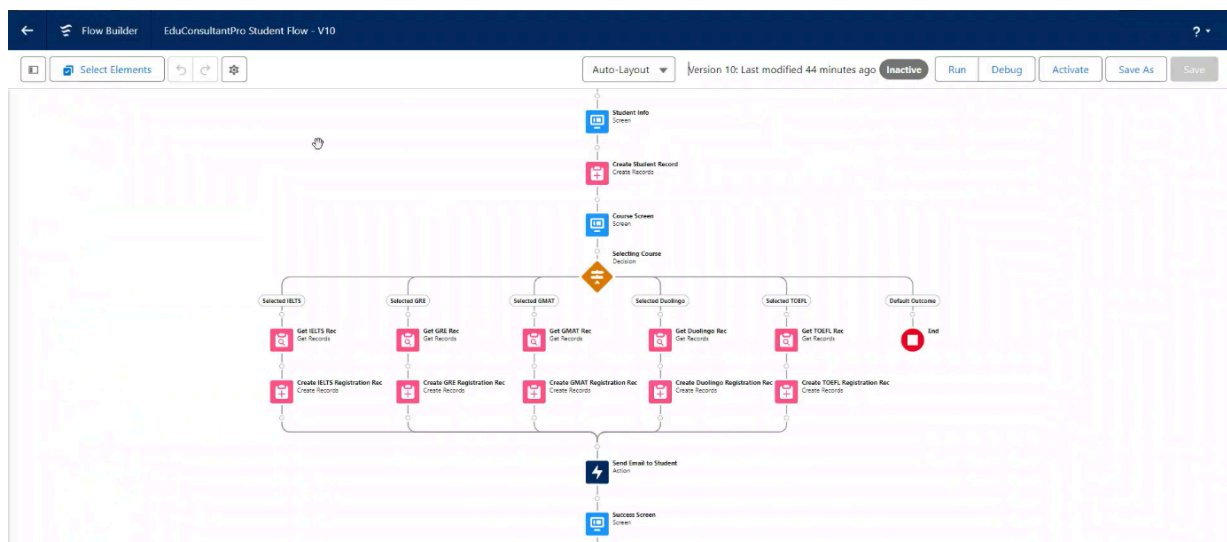 Flow Builder EduConsultantPro Student Flow - V10 ?
Select Elements Auto-Layout Version 10: Last modified 44 minutes ago Inactive Run Debug Activate Save As Save
Student Info
Screen
Create Student Record
Create Records
Course Screen
Screen
Selecting Course
Decision
Selected IELTS Selected GRE Selected GMAT Selected Duolingo Selected TOEFL Default Outcome
Get IELTS Rec Get GRE Rec Get GMAT Rec Get Duolingo Rec Get TOEFL Rec End
Get Records Get Records Get Records Get Records Get Records
Create IELTS Registration Rec Create GRE Registration Rec Create GMAT Registration Rec Create Duolingo Registration Rec Create TOEFL Registration Rec
Create Records Create Records Create Records Create Records Create Records
Send Email to Student
Action
Success Screen
Screen